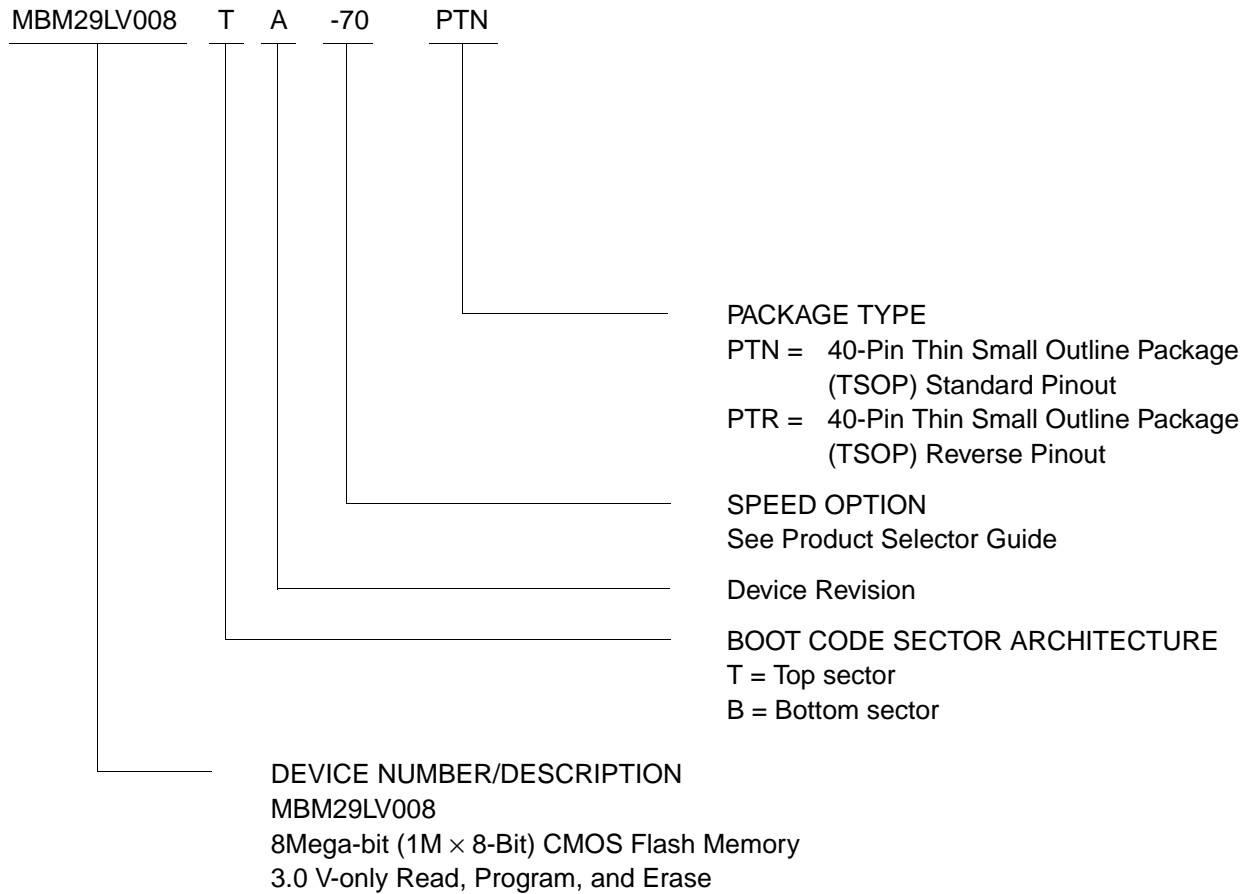 MBM29LV008 T A -70 PTN
PACKAGE TYPE
PTN = 40-Pin Thin Small Outline Package
(TSOP) Standard Pinout
PTR = 40-Pin Thin Small Outline Package
(TSOP) Reverse Pinout
SPEED OPTION
See Product Selector Guide
Device Revision
BOOT CODE SECTOR ARCHITECTURE
T = Top sector
B = Bottom sector
DEVICE NUMBER/DESCRIPTION
MBM29LV008
8Mega-bit (1M × 8-Bit) CMOS Flash Memory
3.0 V-only Read, Program, and Erase